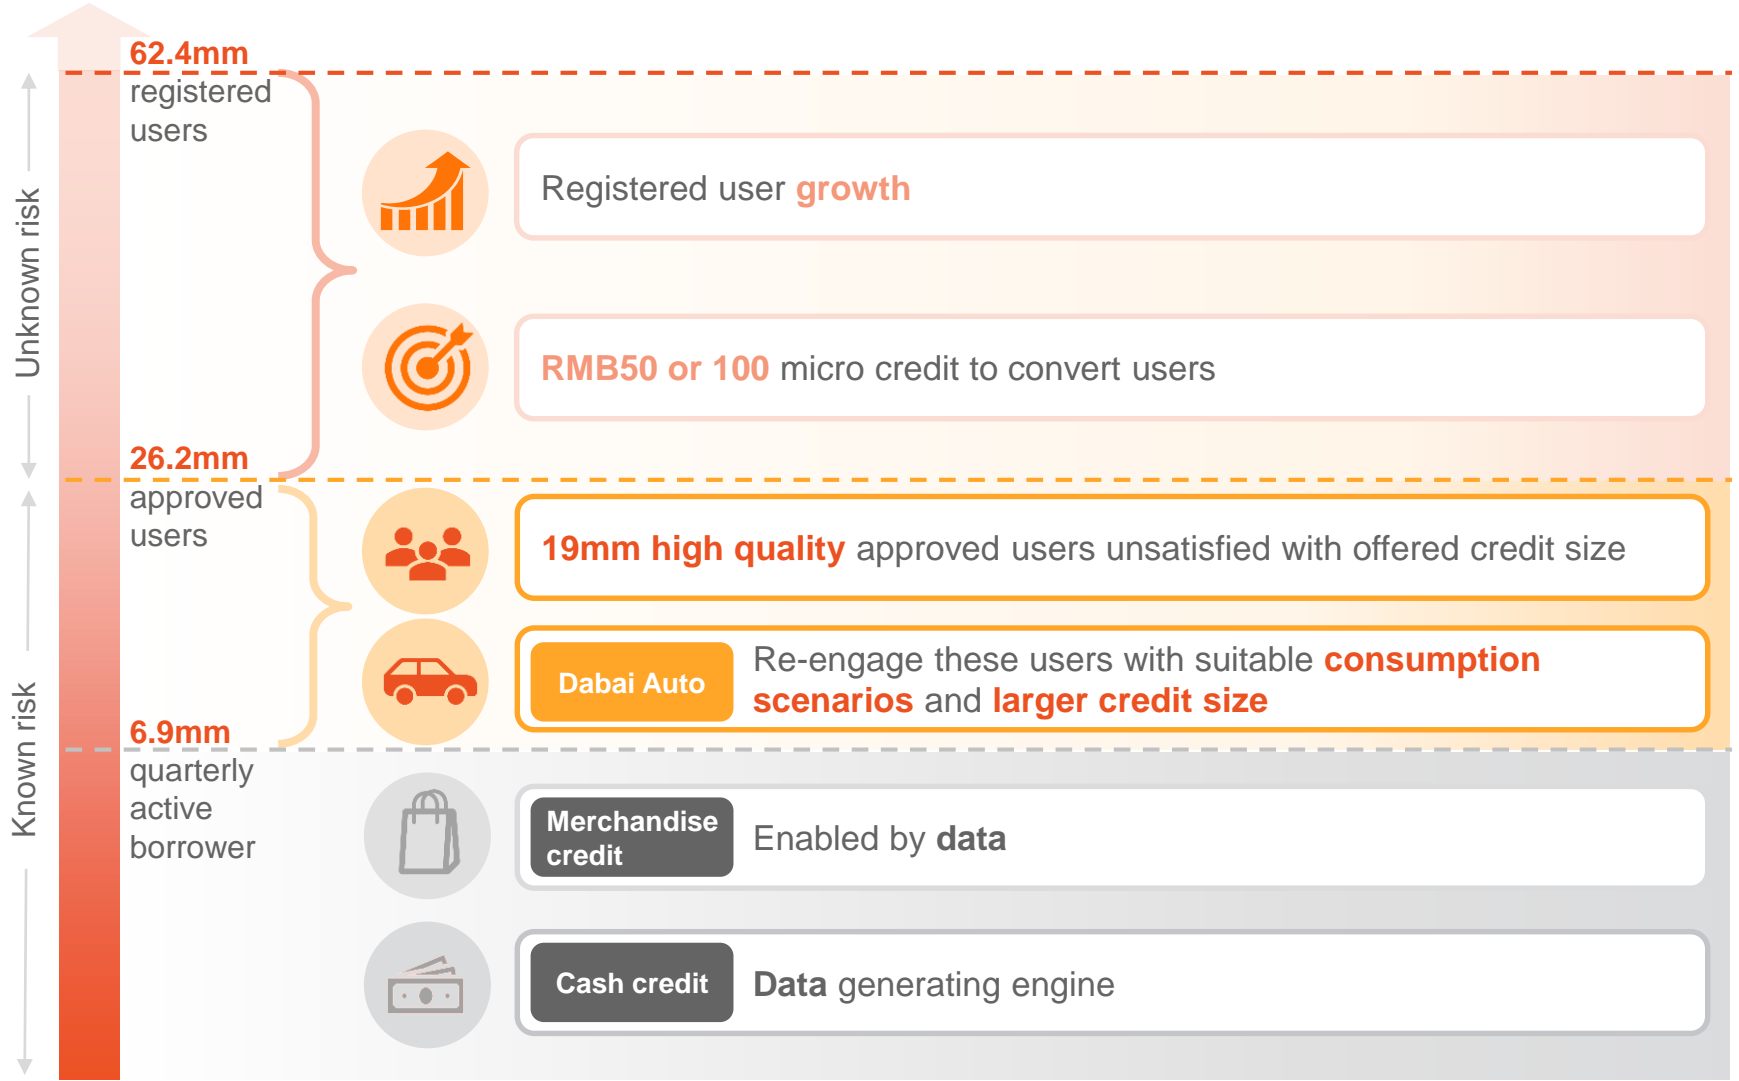 62.4mm
registered
users
Unknown risk
Registered user growth
RMB50 or 100 micro credit to convert users
26.2mm
approved
users
Known risk
19mm high quality approved users unsatisfied with offered credit size
Dabai Auto
Re-engage these users with suitable consumption
scenarios and larger credit size
6.9mm
quarterly
active
borrower
Merchandise
credit
Enabled by data
Cash credit
Data generating engine